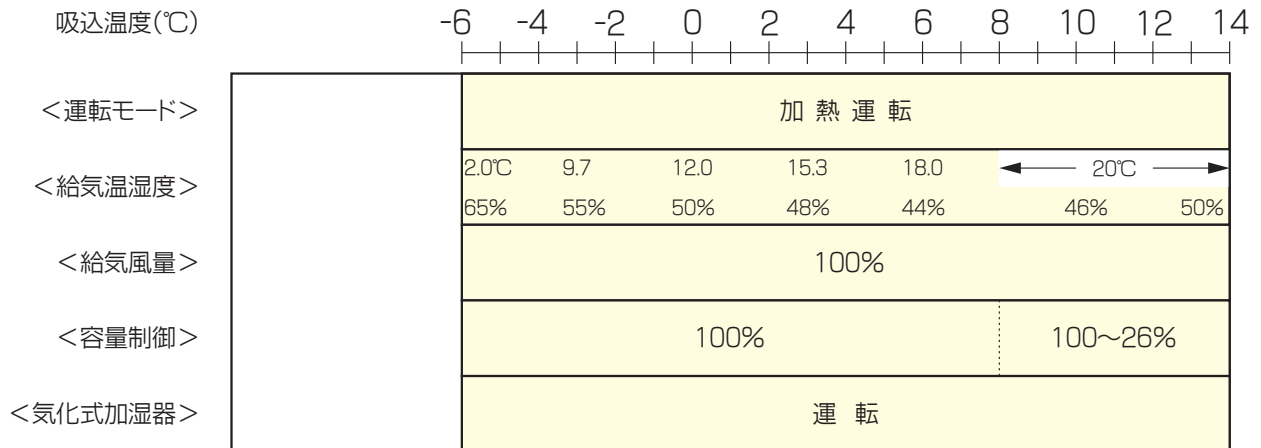 吸込温度(℃) -6 -4 -2 0 2 4 6 8 10 12 14
＜運転モード＞ 加熱運転
＜給気温湿度＞ 2.0℃ 9.7 12.0 15.3 18.0 20℃
65% 55% 50% 48% 44% 46% 50%
＜給気風量＞ 100%
＜容量制御＞ 100% 100～26%
＜気化式加湿器＞ 運転